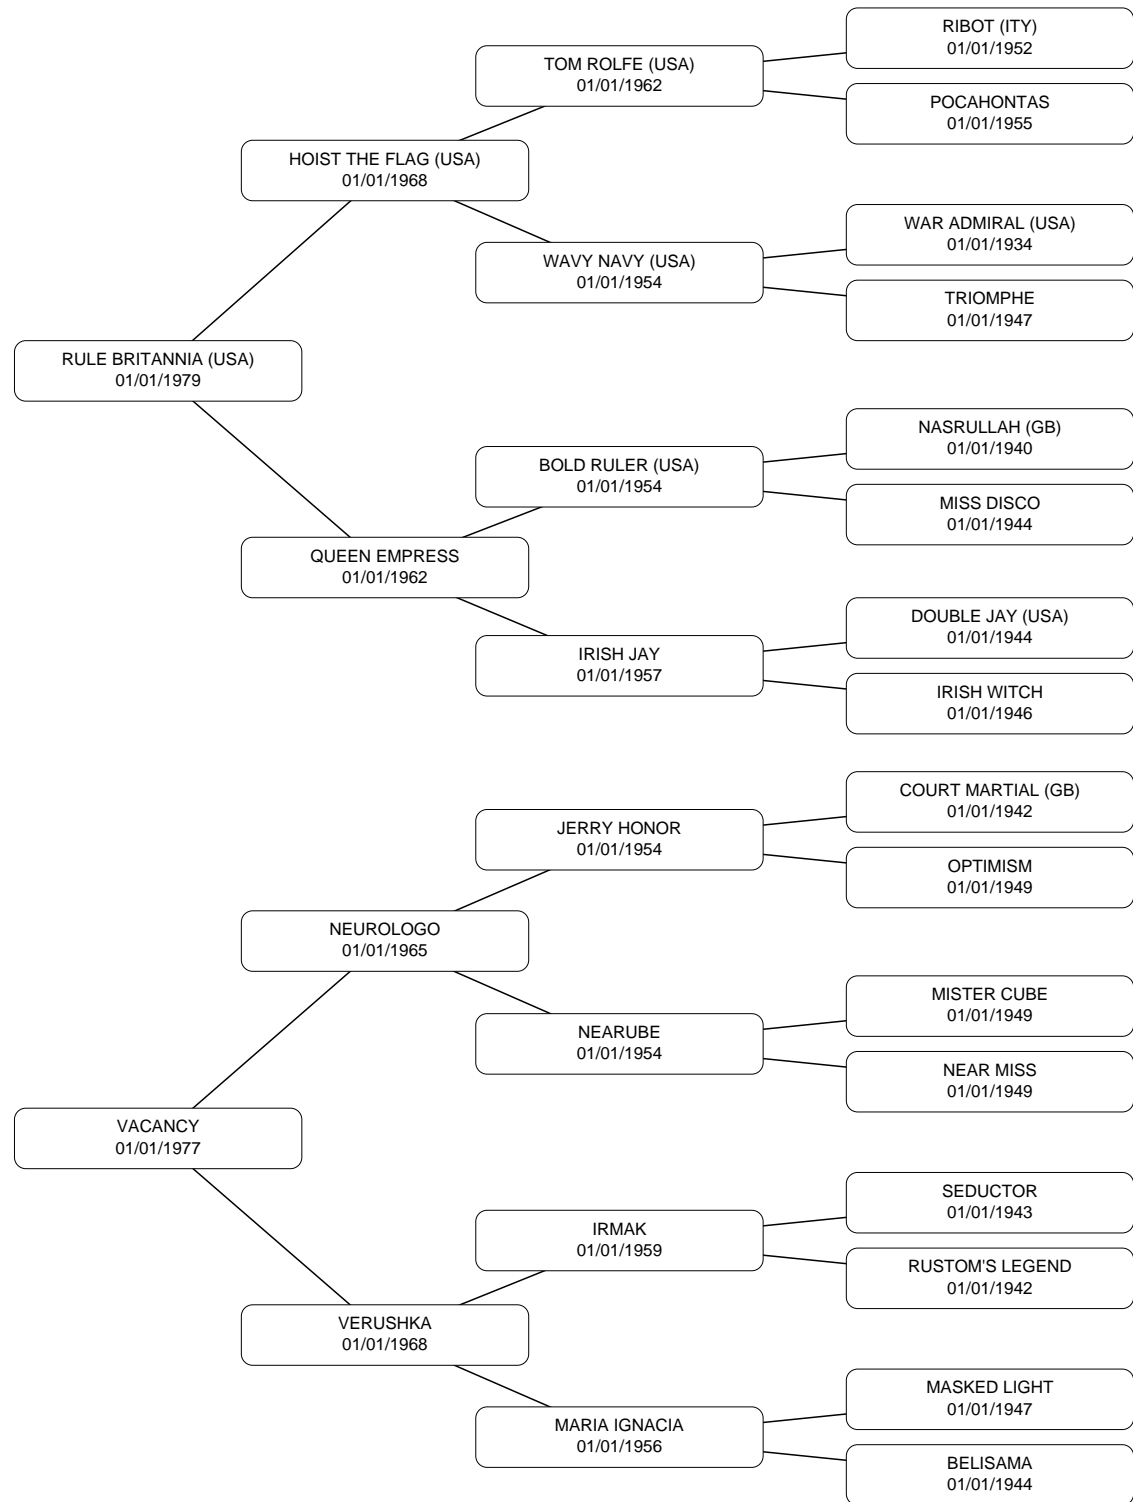 RIBOT (ITY)
01/01/1952
TOM ROLFE (USA)
01/01/1962
POCAHONTAS
01/01/1955
HOIST THE FLAG (USA)
01/01/1968
WAR ADMIRAL (USA)
01/01/1934
WAVY NAVY (USA)
01/01/1954
TRIOMPHE
01/01/1947
RULE BRITANNIA (USA)
01/01/1979
NASRULLAH (GB)
01/01/1940
BOLD RULER (USA)
01/01/1954
MISS DISCO
01/01/1944
QUEEN EMPRESS
01/01/1962
DOUBLE JAY (USA)
01/01/1944
IRISH JAY
01/01/1957
IRISH WITCH
01/01/1946
COURT MARTIAL (GB)
01/01/1942
JERRY HONOR
01/01/1954
OPTIMISM
01/01/1949
NEUROLOGO
01/01/1965
MISTER CUBE
01/01/1949
NEARUBE
01/01/1954
NEAR MISS
01/01/1949
VACANCY
01/01/1977
SEDUCTOR
01/01/1943
IRMAK
01/01/1959
RUSTOM'S LEGEND
01/01/1942
VERUSHKA
01/01/1968
MASKED LIGHT
01/01/1947
MARIA IGNACIA
01/01/1956
BELISAMA
01/01/1944